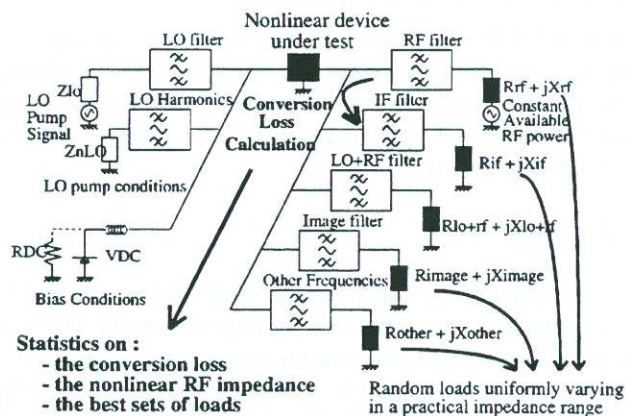 Nonlinear device
under test
LO filter
RF filter
Zlo
LO
Pump
Signal
LO Harmonics
ZnLO
LO pump conditions
Conversion
Loss
Calculation
IF filter
Rrf + jXrf
Constant
Available
RF power
LO+RF filter
Rif + jXif
Image filter
Rlo+rf + jXlo+rf
Other Frequencies
Rimage + jXimage
RDC
VDC
Bias Conditions
Rother + jXother
Statistics on :
- the conversion loss
- the nonlinear RF impedance
- the best sets of loads
Random loads uniformly varying
in a practical impedance range